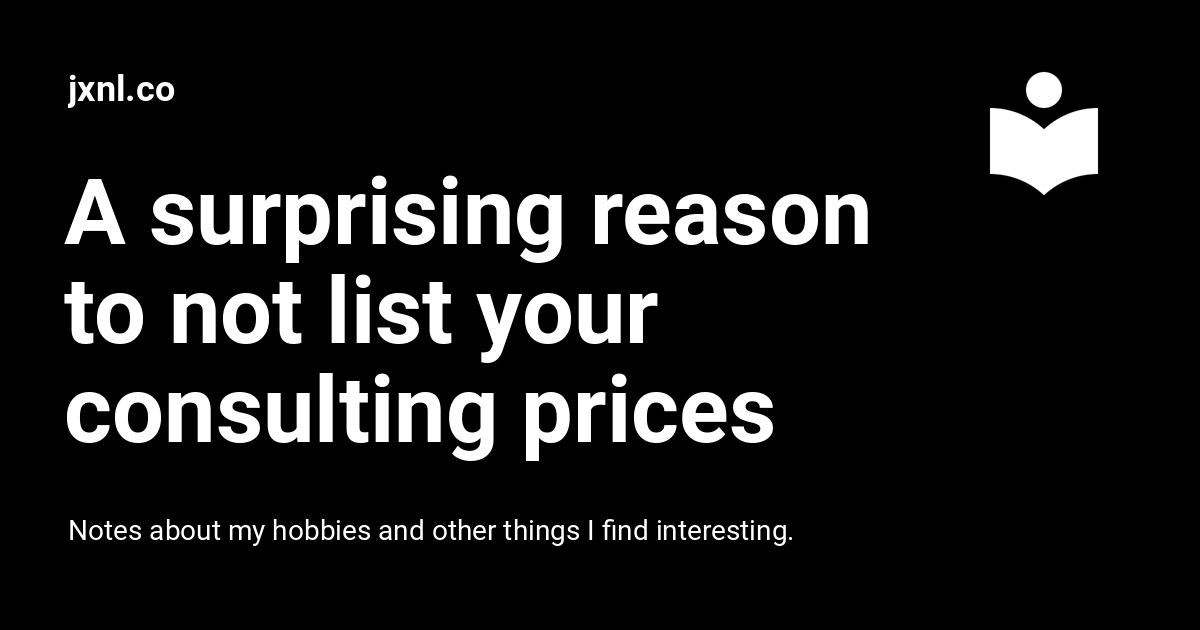 jxnl.co
A surprising reason
to not list your
consulting prices
Notes about my hobbies and other things I find interesting.